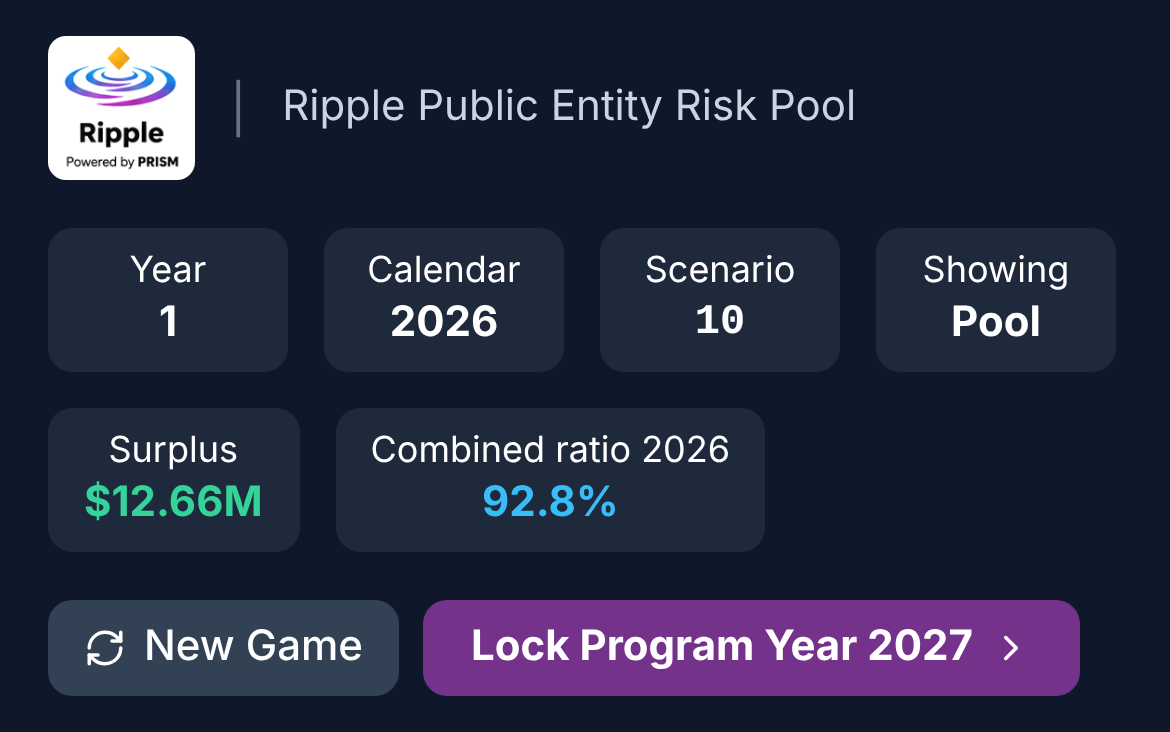 Ripple
Powered by PRISM
Ripple Public Entity Risk Pool
Year
1
Calendar
2026
Scenario
10
Showing
Pool
Surplus
$12.66M
Combined ratio 2026
92.8%
New Game
Lock Program Year 2027